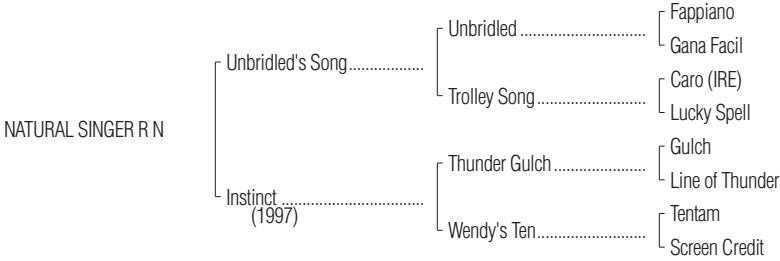 Fappiano
Unbridled ..............................
Gana Facil
Unbridled's Song..................
Caro (IRE)
Trolley Song..........................
Lucky Spell
NATURAL SINGER R N
Gulch
Thunder Gulch ......................
Line of Thunder
Instinct .................................
(1997)
Tentam
Wendy's Ten..........................
Screen Credit